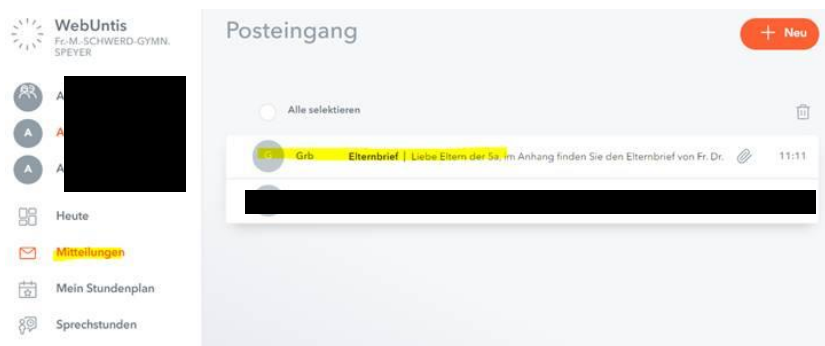 WebUntis
Fr.-M.-SCHWERD-GYMN.
SPEYER
A
A
A
A
A
Heute
Mitteilungen
Mein Stundenplan
Sprechstunden
Posteingang
+ Neu
Alle selektieren
G Grb Elternbrief | Liebe Eltern der 5a, im Anhang finden Sie den Elternbrief von Fr. Dr. 11:11